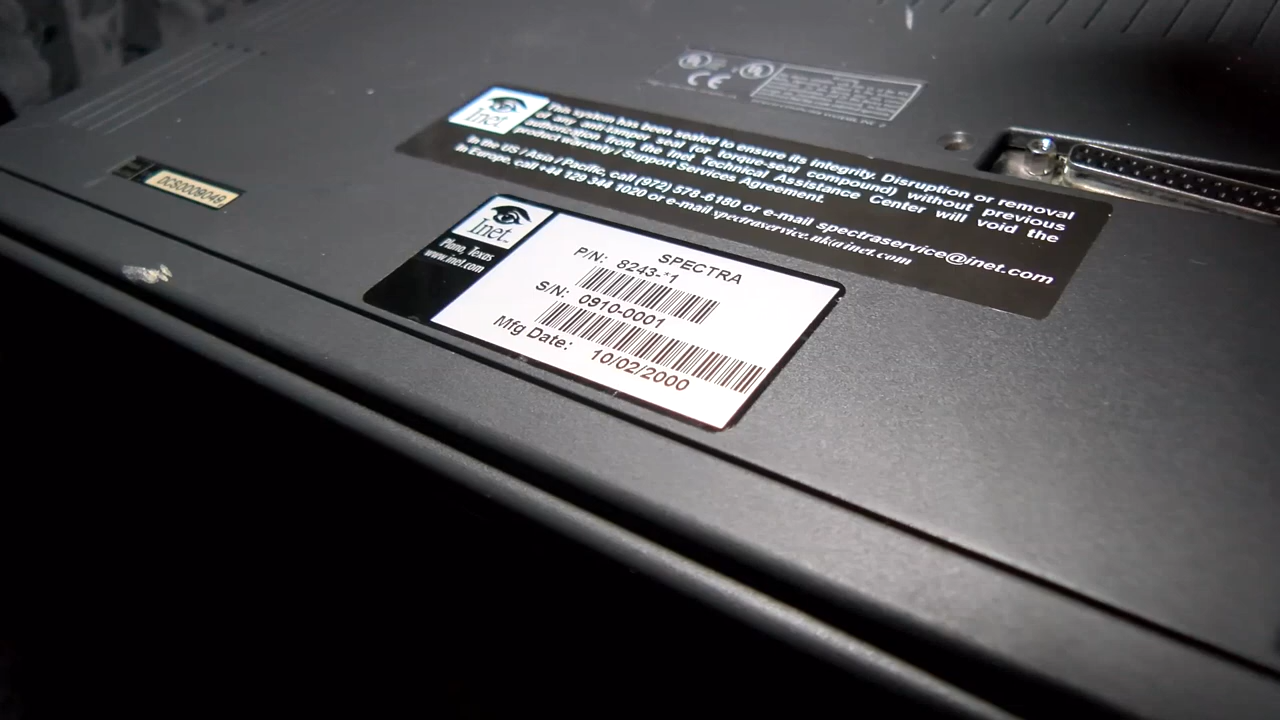 Inet
This system has been sealed to ensure its integrity. Disruption or removal
of any anti-tamper seal (or torque-seal compound) without previous
authorization from the Inet Technical Assistance Center will void the
product warranty / Support Services Agreement.
In the US / Asia / Pacific, call (972) 578-6180 or e-mail spectraservice@inet.com
In Europe, call +44 129 344 1020 or e-mail spectraservice.uk@inet.com
DCS0009049
Inet
Plano, Texas
www.inet.com
SPECTRA
P/N: 8243-*1
S/N: 0910-0001
Mfg Date: 10/02/2000